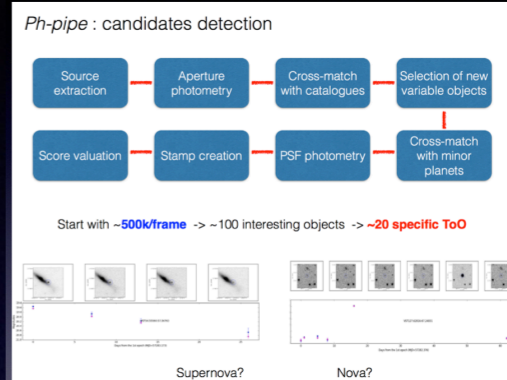 Ph-pipe : candidates detection
Source extraction
Aperture photometry
Cross-match with catalogues
Selection of new variable objects
Score valuation
Stamp creation
PSF photometry
Cross-match with minor planets
Start with ~500k/frame -> ~100 interesting objects -> ~20 specific ToO
Supernova?
Nova?